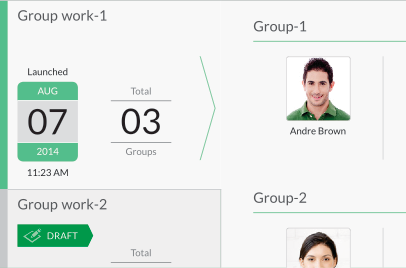 Group work-1
Launched
AUG
07
2014
11:23 AM
Total
03
Groups
Group work-2
DRAFT
Total
Group-1
Andre Brown
Group-2